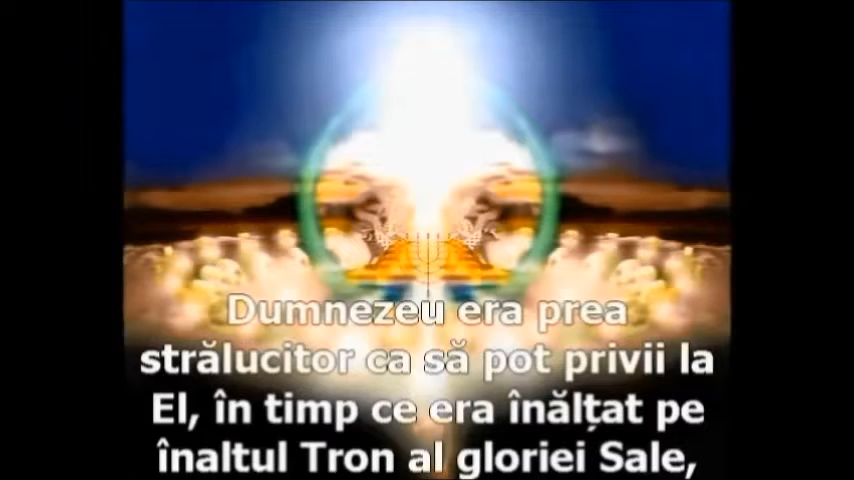 Dumnezeu era prea
strălucitor ca să pot privii la
El, în timp ce era înălțat pe
înaltul Tron al gloriei Sale,